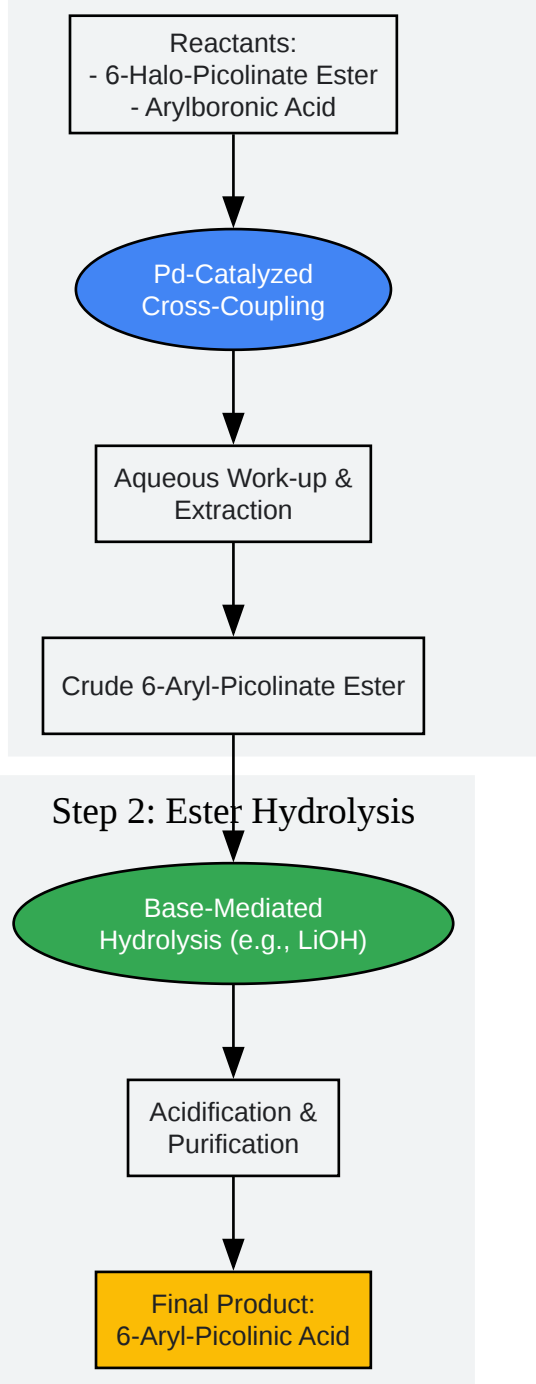 Reactants:
- 6-Halo-Picolinate Ester
- Arylboronic Acid
Pd-Catalyzed
Cross-Coupling
Aqueous Work-up &
Extraction
Crude 6-Aryl-Picolinate Ester
Step 2: Ester Hydrolysis
Base-Mediated
Hydrolysis (e.g., LiOH)
Acidification &
Purification
Final Product:
6-Aryl-Picolinic Acid